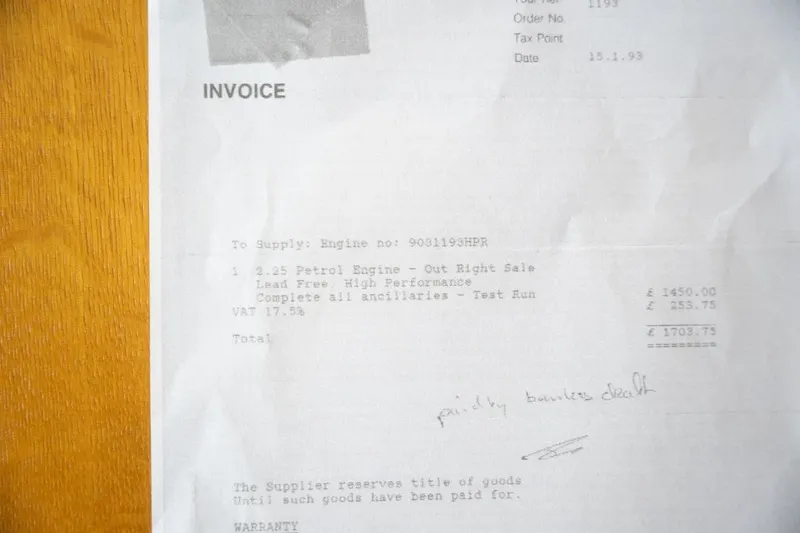 Your Ref 1193
Order No.
Tax Point
Date 15.1.93
INVOICE
To Supply: Engine no: 9031193HPR
1 2.25 Petrol Engine - Out Right Sale
Lead Free. High Performance
Complete all ancillaries - Test Run £ 1450.00
VAT 17.5% £ 253.75
Total £ 1703.75
paid by bankers draft
The Supplier reserves title of goods
Until such goods have been paid for.
WARRANTY